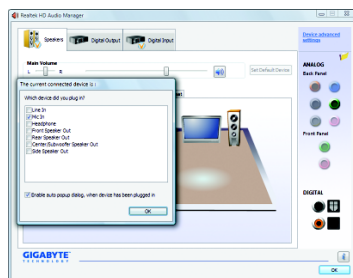 Realtek HD Audio Manager
Speakers
Digital Output
Digital Input
Device advanced settings
Main Volume
L
R
Set Default Device
ANALOG
Back Panel
The current connected device is :
Which device did you plug in?
Line In
Mic In
Headphone
Front Speaker Out
Rear Speaker Out
Center/Subwoofer Speaker Out
Side Speaker Out
Front Panel
DIGITAL
Enable auto popup dialog, when device has been plugged in
OK
GIGABYTE
TECHNOLOGY
OK